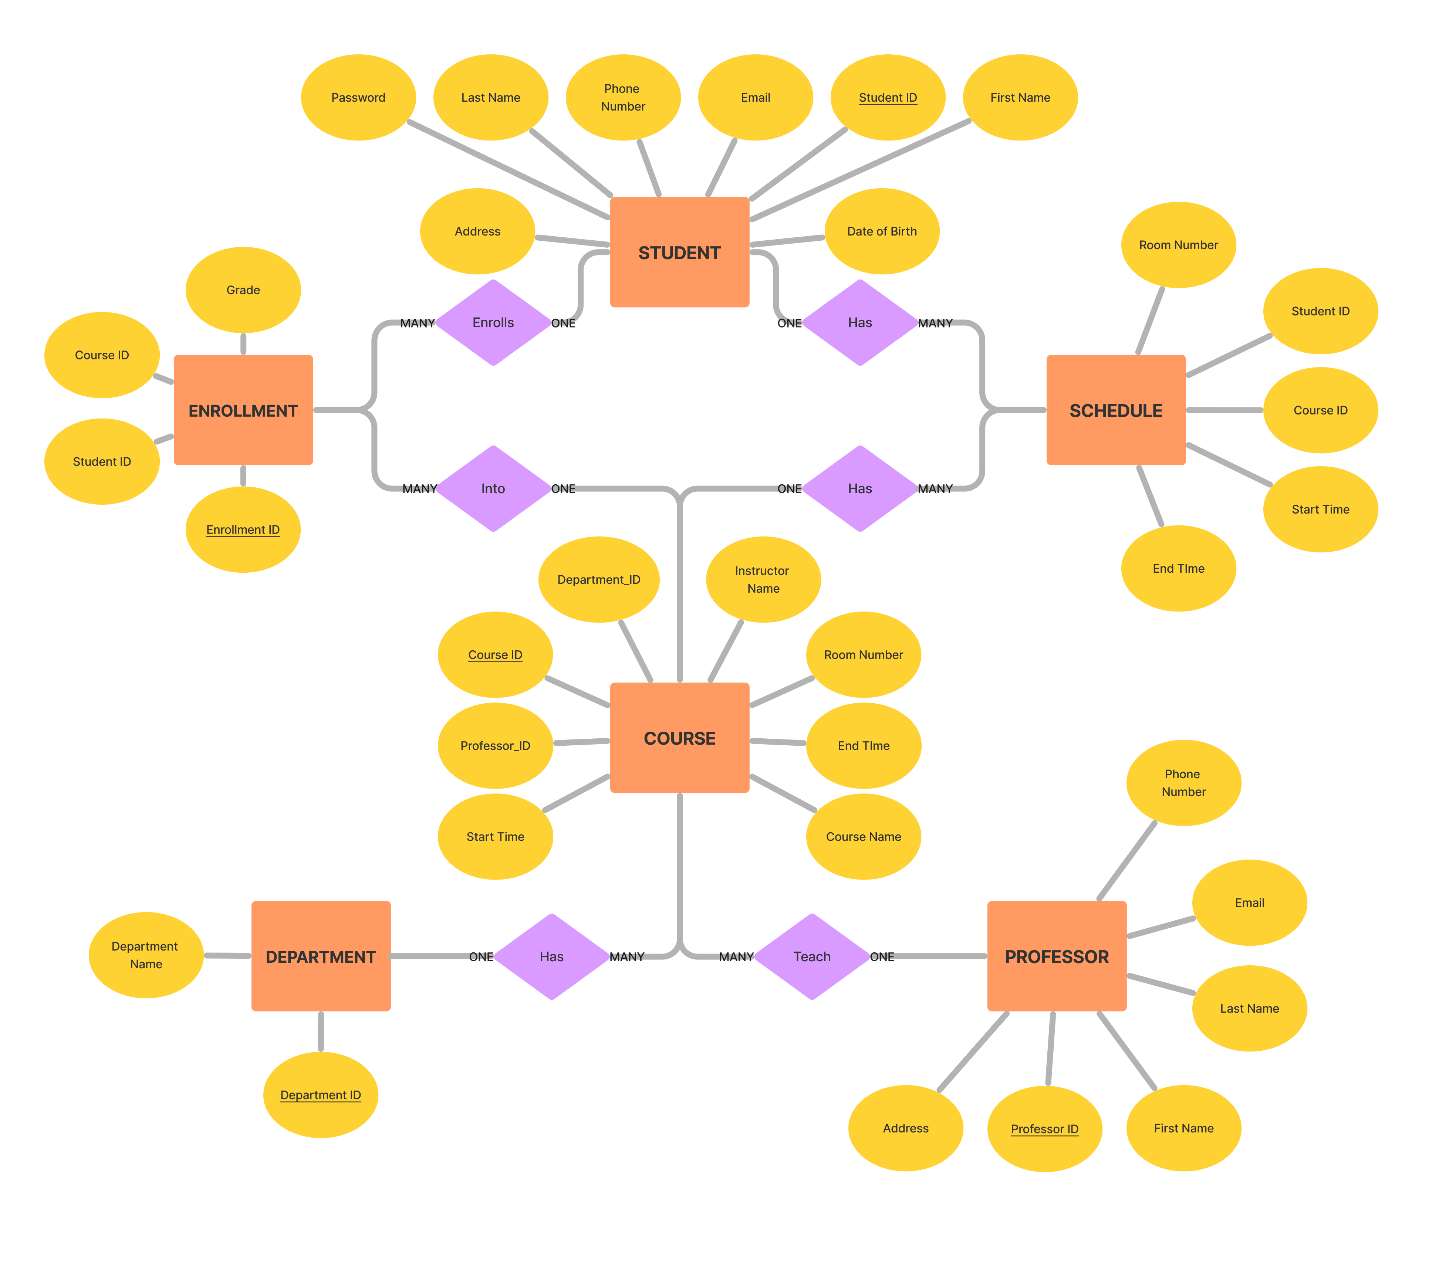 Password
Last Name
Phone
Number
Email
Student ID
First Name
Address
STUDENT
Date of Birth
Room Number
Grade
MANY
Enrolls
ONE
ONE
Has
MANY
Student ID
Course ID
ENROLLMENT
SCHEDULE
Course ID
Student ID
MANY
Into
ONE
ONE
Has
MANY
Start Time
Enrollment ID
End TIme
Department_ID
Instructor
Name
Course ID
Room Number
Professor_ID
COURSE
End TIme
Start Time
Course Name
Phone
Number
Email
Department
Name
DEPARTMENT
ONE
Has
MANY
MANY
Teach
ONE
PROFESSOR
Last Name
Department ID
Address
Professor ID
First Name